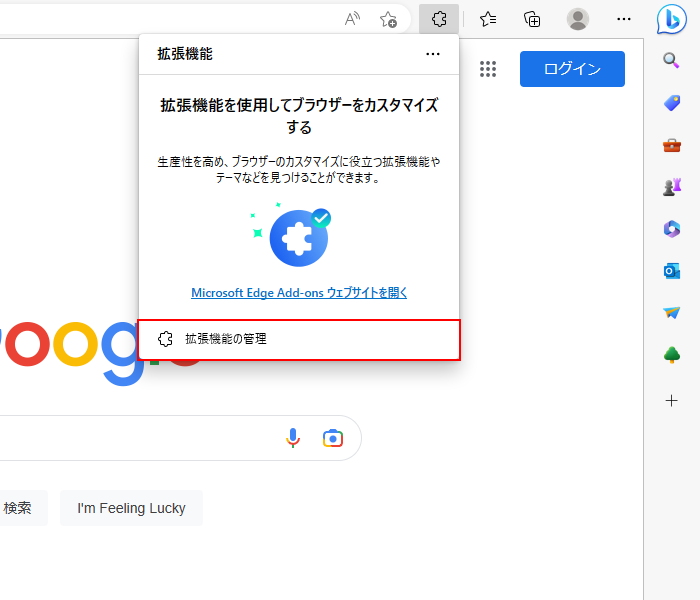 拡張機能
拡張機能を使用してブラウザーをカスタマイズ
する
生産性を高め、ブラウザーのカスタマイズに役立つ拡張機能や
テーマなどを見つけることができます。
Microsoft Edge Add-ons ウェブサイトを開く
拡張機能の管理
ログイン
検索
I'm Feeling Lucky